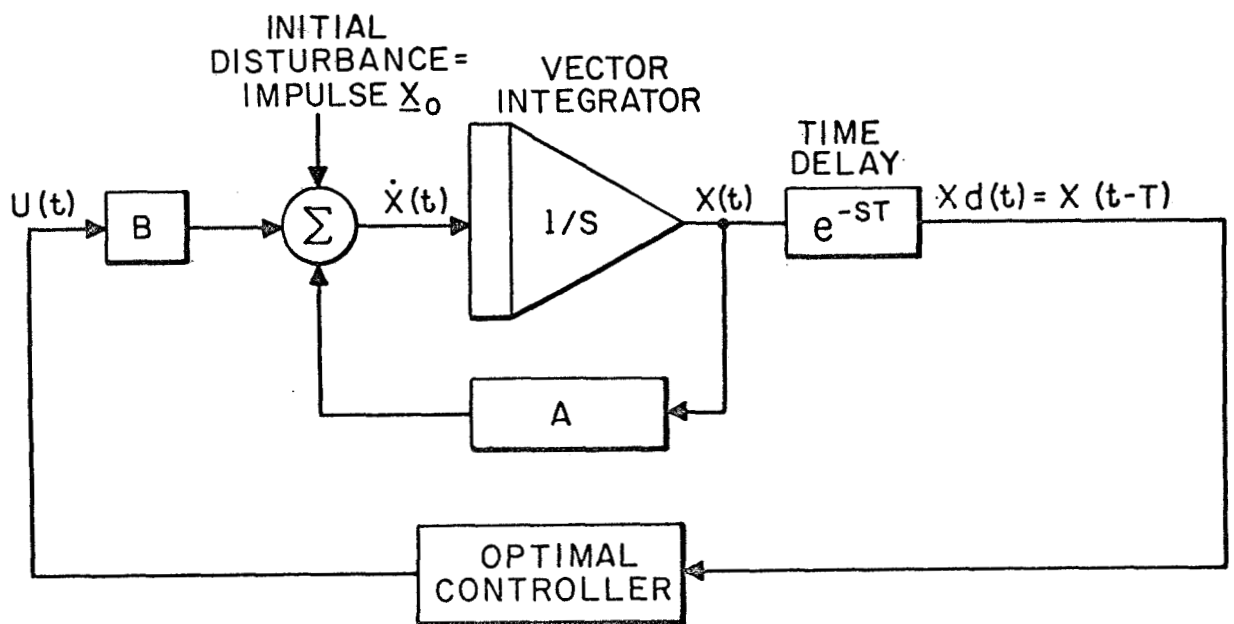 INITIAL
DISTURBANCE=
IMPULSE X₀
VECTOR
INTEGRATOR
TIME
DELAY
U(t)
B
Σ
Ẋ(t)
1/S
X(t)
e^-ST
Xd(t) = X (t-T)
A
OPTIMAL
CONTROLLER